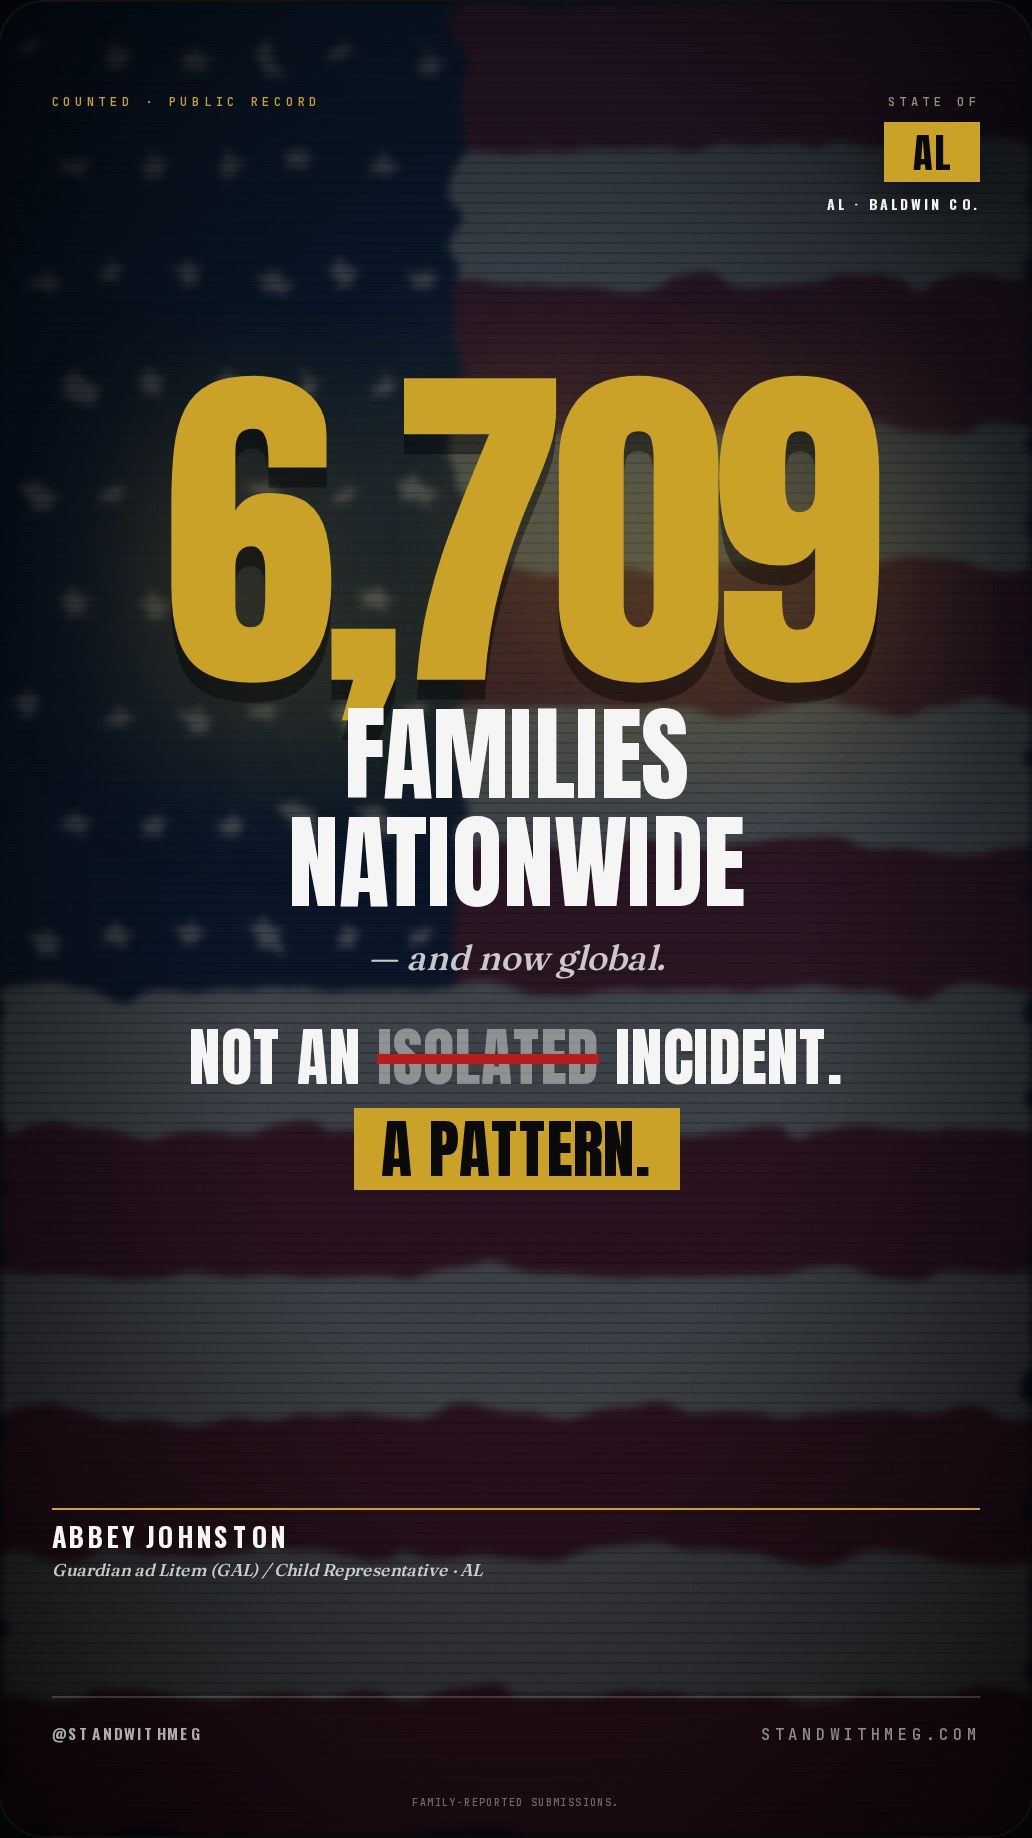 COUNTED · PUBLIC RECORD
STATE OF
AL
AL · BALDWIN CO.
6,709
FAMILIES
NATIONWIDE
— and now global.
NOT AN ISOLATED INCIDENT.
A PATTERN.
ABBEY JOHNSTON
Guardian ad Litem (GAL) / Child Representative · AL
@STANDWITHMEG
STANDWITHMEG.COM
FAMILY-REPORTED SUBMISSIONS.